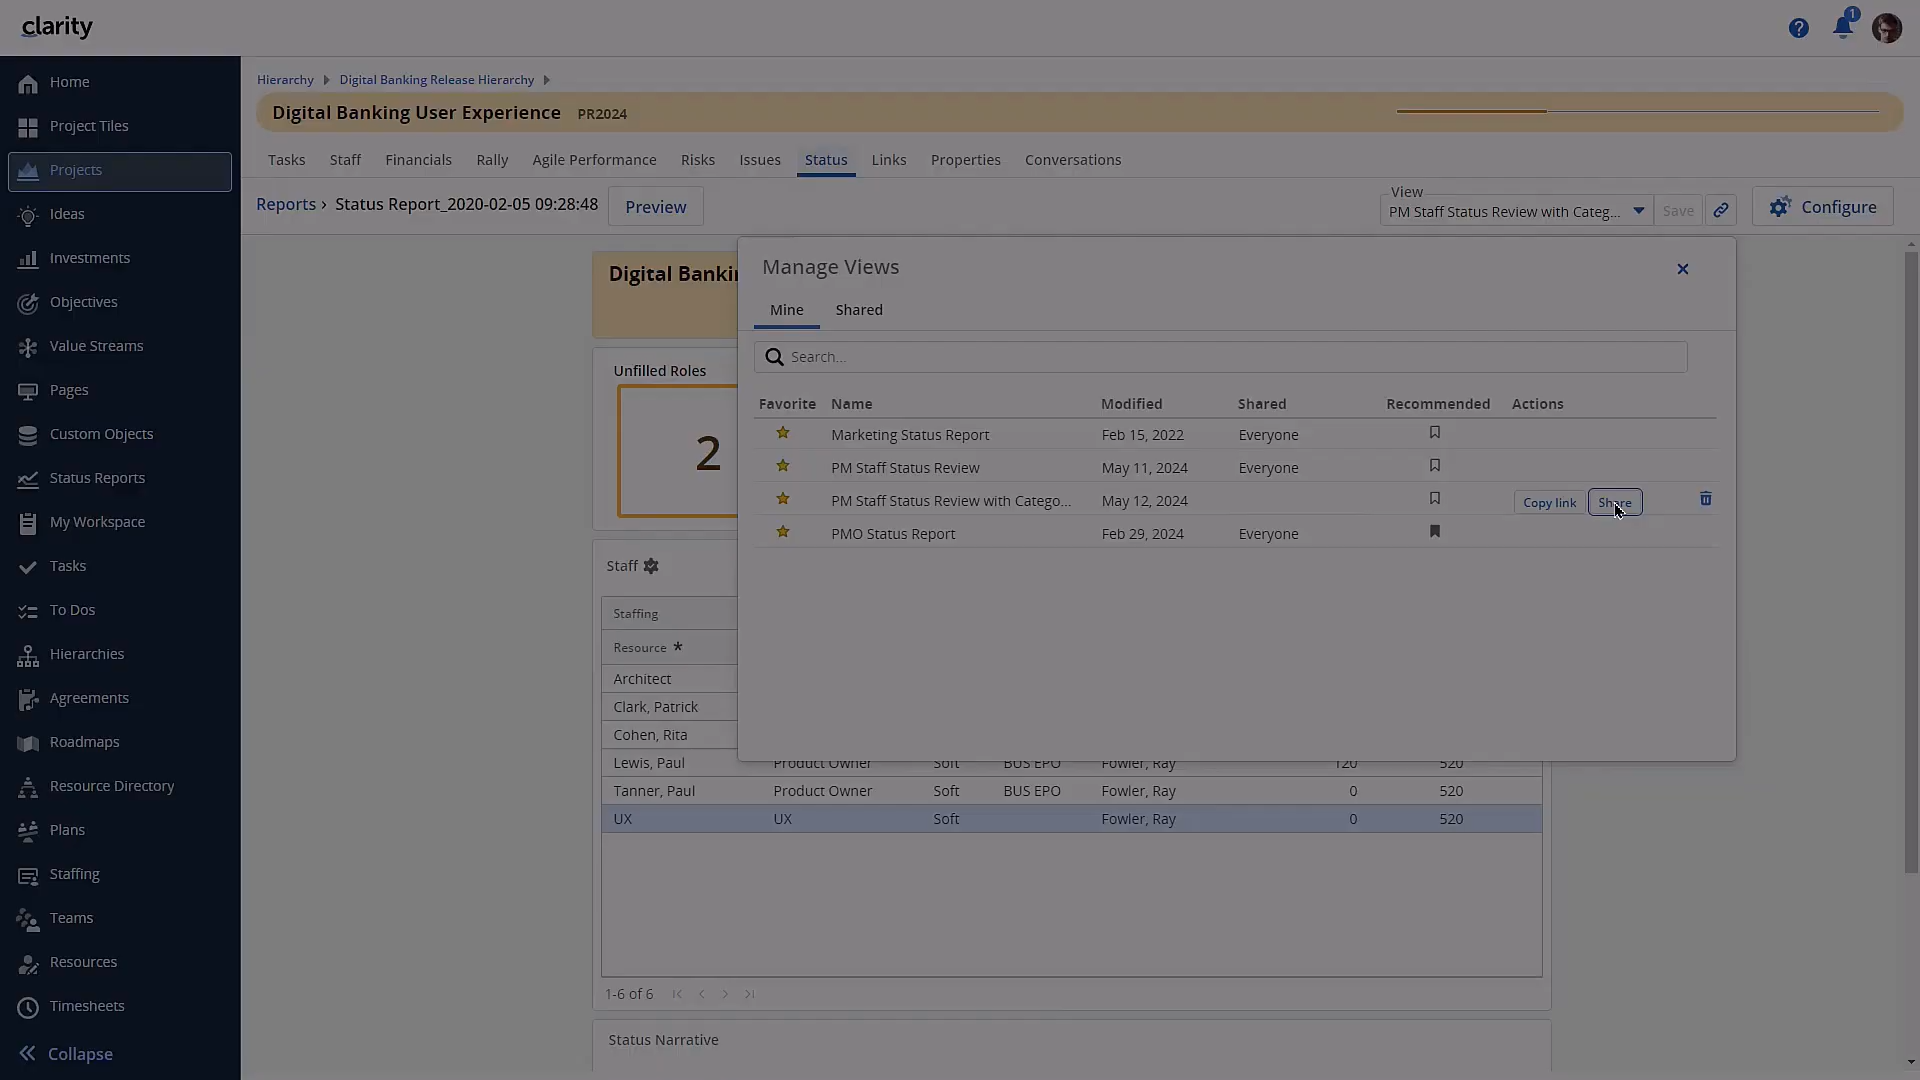 clarity
1
Home
Project Tiles
Projects
Ideas
Investments
Objectives
Value Streams
Pages
Custom Objects
Status Reports
My Workspace
Tasks
To Dos
Hierarchies
Agreements
Roadmaps
Resource Directory
Plans
Staffing
Teams
Resources
Timesheets
Collapse
Hierarchy Digital Banking Release Hierarchy
Digital Banking User Experience PR2024
Tasks Staff Financials Rally Agile Performance Risks Issues Status Links Properties Conversations
Reports › Status Report_2020-02-05 09:28:48 Preview
View
PM Staff Status Review with Categ... Save Configure
Digital Banki
Unfilled Roles
2
Manage Views
Mine Shared
Search...
Favorite Name Modified Shared Recommended Actions
Marketing Status Report Feb 15, 2022 Everyone
PM Staff Status Review May 11, 2024 Everyone
PM Staff Status Review with Catego... May 12, 2024 Copy link Share
PMO Status Report Feb 29, 2024 Everyone
Staff
Staffing
Resource *
Architect
Clark, Patrick
Cohen, Rita
Lewis, Paul Product Owner Soft BUS EPO Fowler, Ray 120 520
Tanner, Paul Product Owner Soft BUS EPO Fowler, Ray 0 520
UX UX Soft Fowler, Ray 0 520
1-6 of 6
Status Narrative